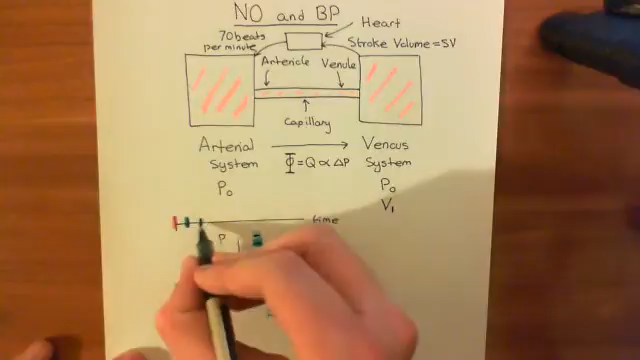 NO and BP
Heart
70 beats
per minute
Stroke Volume = SV
Arteriole
Venule
Capillary
Arterial
System
Venous
System
Φ = Q ∝ ΔP
P₀
P₀
V₁
time
P